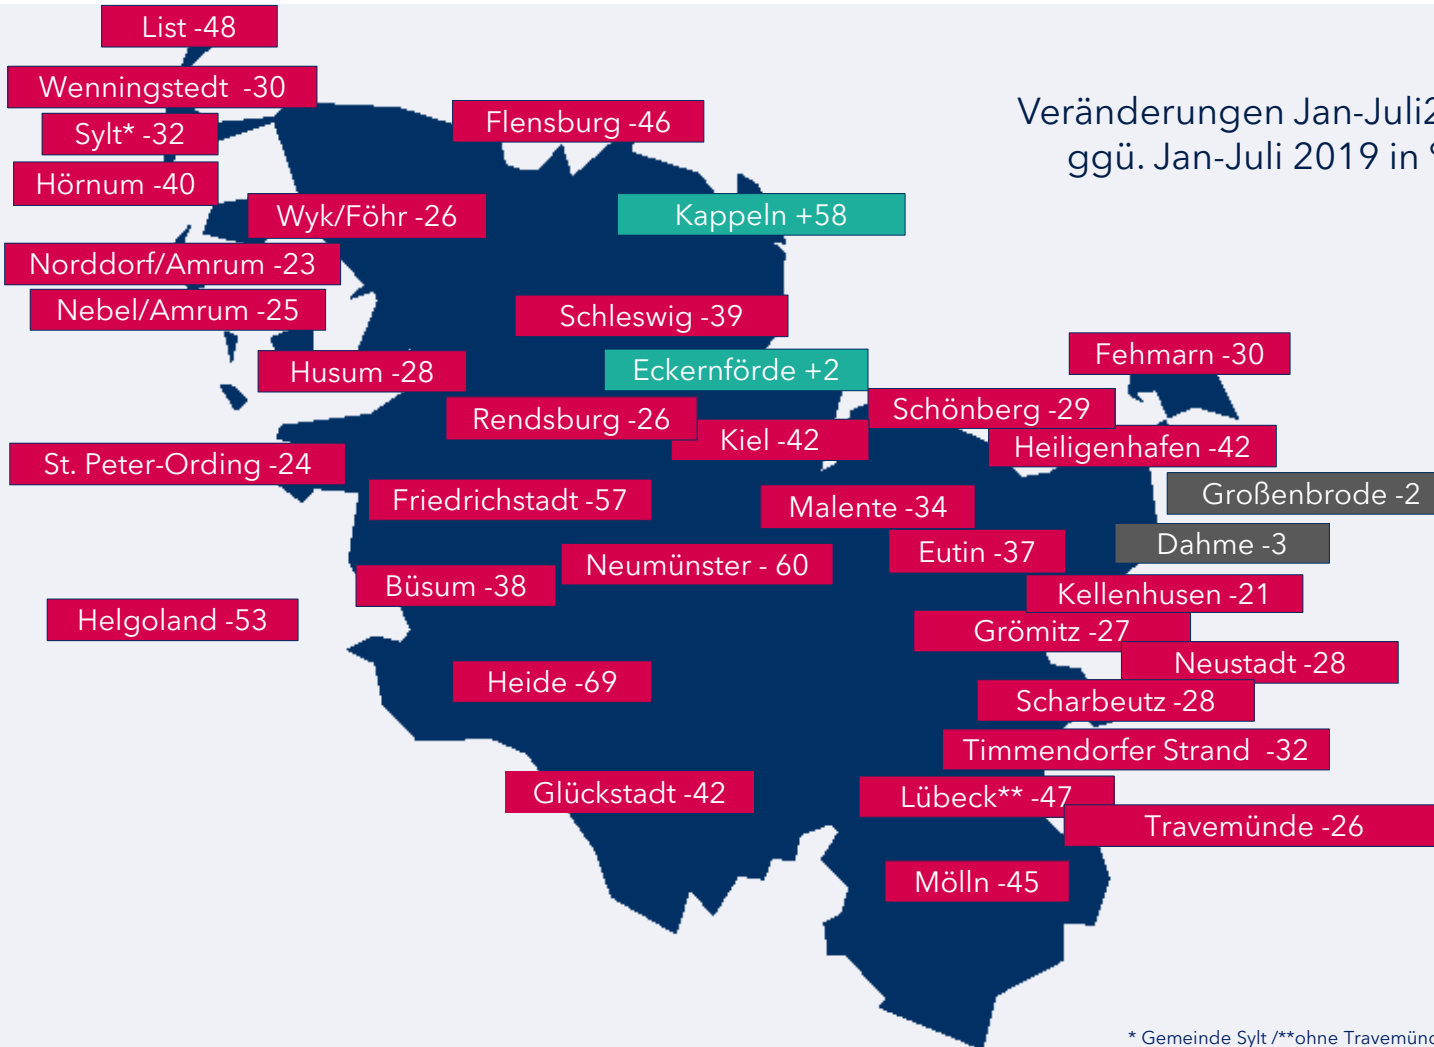 List -48
Wenningstedt -30
Sylt* -32
Hörnum -40
Flensburg -46
Veränderungen Jan-Juli2
ggü. Jan-Juli 2019 in
Wyk/Föhr -26
Kappeln +58
Norddorf/Amrum -23
Nebel/Amrum -25
Schleswig -39
Husum -28
Eckernförde +2
Fehmarn -30
Rendsburg -26
Kiel -42
Schönberg -29
Heiligenhafen -42
St. Peter-Ording -24
Friedrichstadt -57
Malente -34
Großenbrode -2
Neumünster - 60
Eutin -37
Dahme -3
Büsum -38
Kellenhusen -21
Helgoland -53
Grömitz -27
Neustadt -28
Heide -69
Scharbeutz -28
Timmendorfer Strand -32
Glückstadt -42
Lübeck** -47
Travemünde -26
Mölln -45
* Gemeinde Sylt /**ohne Travemünd